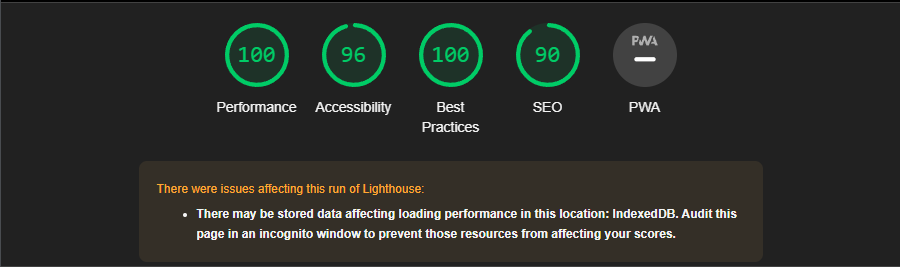 100 96 100 90 PWA
Performance Accessibility Best Practices SEO PWA
There were issues affecting this run of Lighthouse:
• There may be stored data affecting loading performance in this location: IndexedDB. Audit this
page in an incognito window to prevent those resources from affecting your scores.